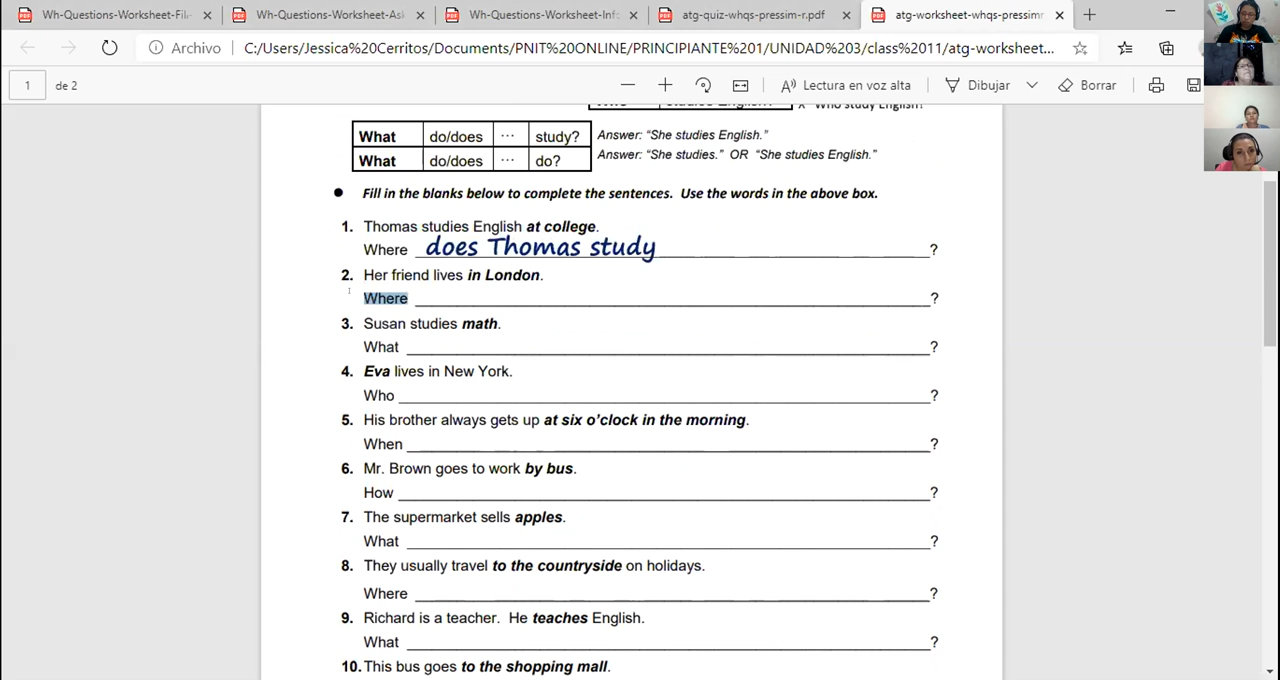 Wh-Questions-Worksheet-Fil-
Wh-Questions-Worksheet-Ask
Wh-Questions-Worksheet-Info
atg-quiz-whqs-pressim-r.pdf
atg-worksheet-whqs-pressimr
Archivo
C:/Users/Jessica%20Cerritos/Documents/PNIT%20ONLINE/PRINCIPIANTE%201/UNIDAD%203/class%2011/atg-worksheet...
1
de 2
Lectura en voz alta
Dibujar
Borrar
Who studies English? X "Who study English?"
What do/does ... study? Answer: "She studies English."
What do/does ... do? Answer: "She studies." OR "She studies English."
● Fill in the blanks below to complete the sentences. Use the words in the above box.
1. Thomas studies English at college.
Where does Thomas study ?
2. Her friend lives in London.
Where ?
3. Susan studies math.
What ?
4. Eva lives in New York.
Who ?
5. His brother always gets up at six o'clock in the morning.
When ?
6. Mr. Brown goes to work by bus.
How ?
7. The supermarket sells apples.
What ?
8. They usually travel to the countryside on holidays.
Where ?
9. Richard is a teacher. He teaches English.
What ?
10. This bus goes to the shopping mall.